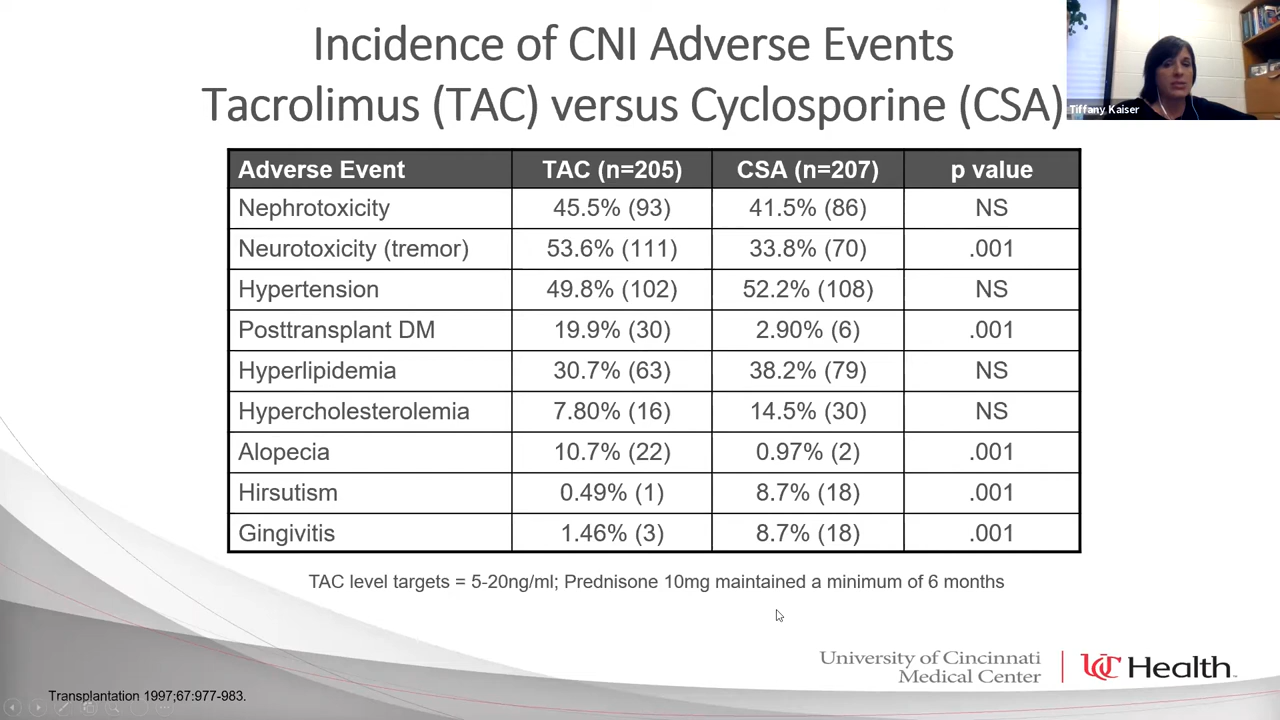 Incidence of CNI Adverse Events
Tacrolimus (TAC) versus Cyclosporine (CSA)
Tiffany Kaiser
Adverse Event TAC (n=205) CSA (n=207) p value
Nephrotoxicity 45.5% (93) 41.5% (86) NS
Neurotoxicity (tremor) 53.6% (111) 33.8% (70) .001
Hypertension 49.8% (102) 52.2% (108) NS
Posttransplant DM 19.9% (30) 2.90% (6) .001
Hyperlipidemia 30.7% (63) 38.2% (79) NS
Hypercholesterolemia 7.80% (16) 14.5% (30) NS
Alopecia 10.7% (22) 0.97% (2) .001
Hirsutism 0.49% (1) 8.7% (18) .001
Gingivitis 1.46% (3) 8.7% (18) .001
TAC level targets = 5-20ng/ml; Prednisone 10mg maintained a minimum of 6 months
University of Cincinnati
Medical Center
UC Health™
Transplantation 1997;67:977-983.